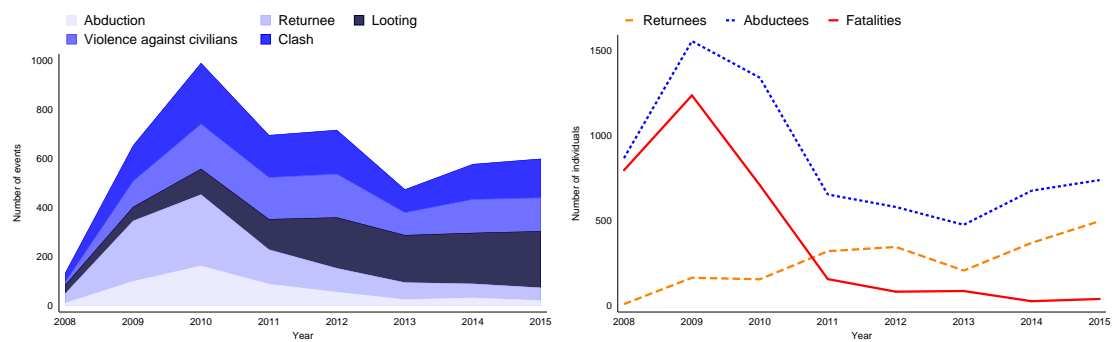 Abduction Returnee Looting
Violence against civilians Clash
Number of events
1000
800
600
400
200
0
2008 2009 2010 2011 2012 2013 2014 2015
Year
Returnees Abductees Fatalities
Number of individuals
1500
1000
500
0
2008 2009 2010 2011 2012 2013 2014 2015
Year